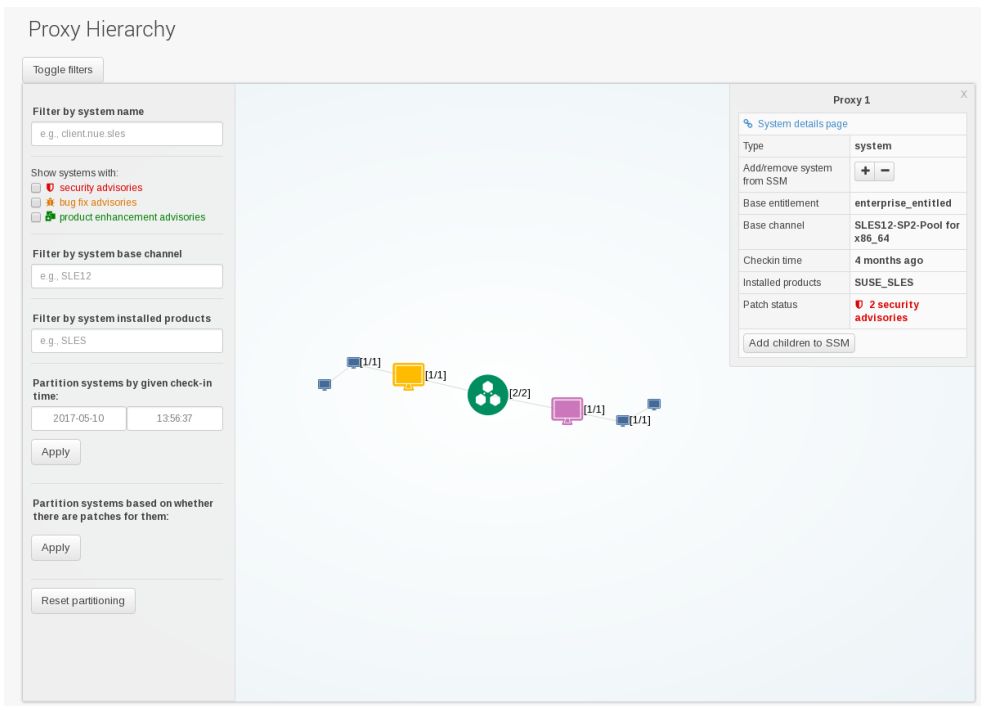 Proxy Hierarchy
Toggle filters
Filter by system name
e.g., client.nue.sles
Show systems with:
security advisories
bug fix advisories
product enhancement advisories
Filter by system base channel
e.g., SLE12
Filter by system installed products
e.g., SLES
Partition systems by given check-in
time:
2017-05-10 13:56:37
Apply
Partition systems based on whether
there are patches for them:
Apply
Reset partitioning
[1/1]
[1/1]
[2/2]
[1/1]
[1/1]
X
Proxy 1
System details page
Type system
Add/remove system
from SSM
Base entitlement enterprise_entitled
Base channel SLES12-SP2-Pool for
x86_64
Checkin time 4 months ago
Installed products SUSE_SLES
Patch status 2 security
advisories
Add children to SSM